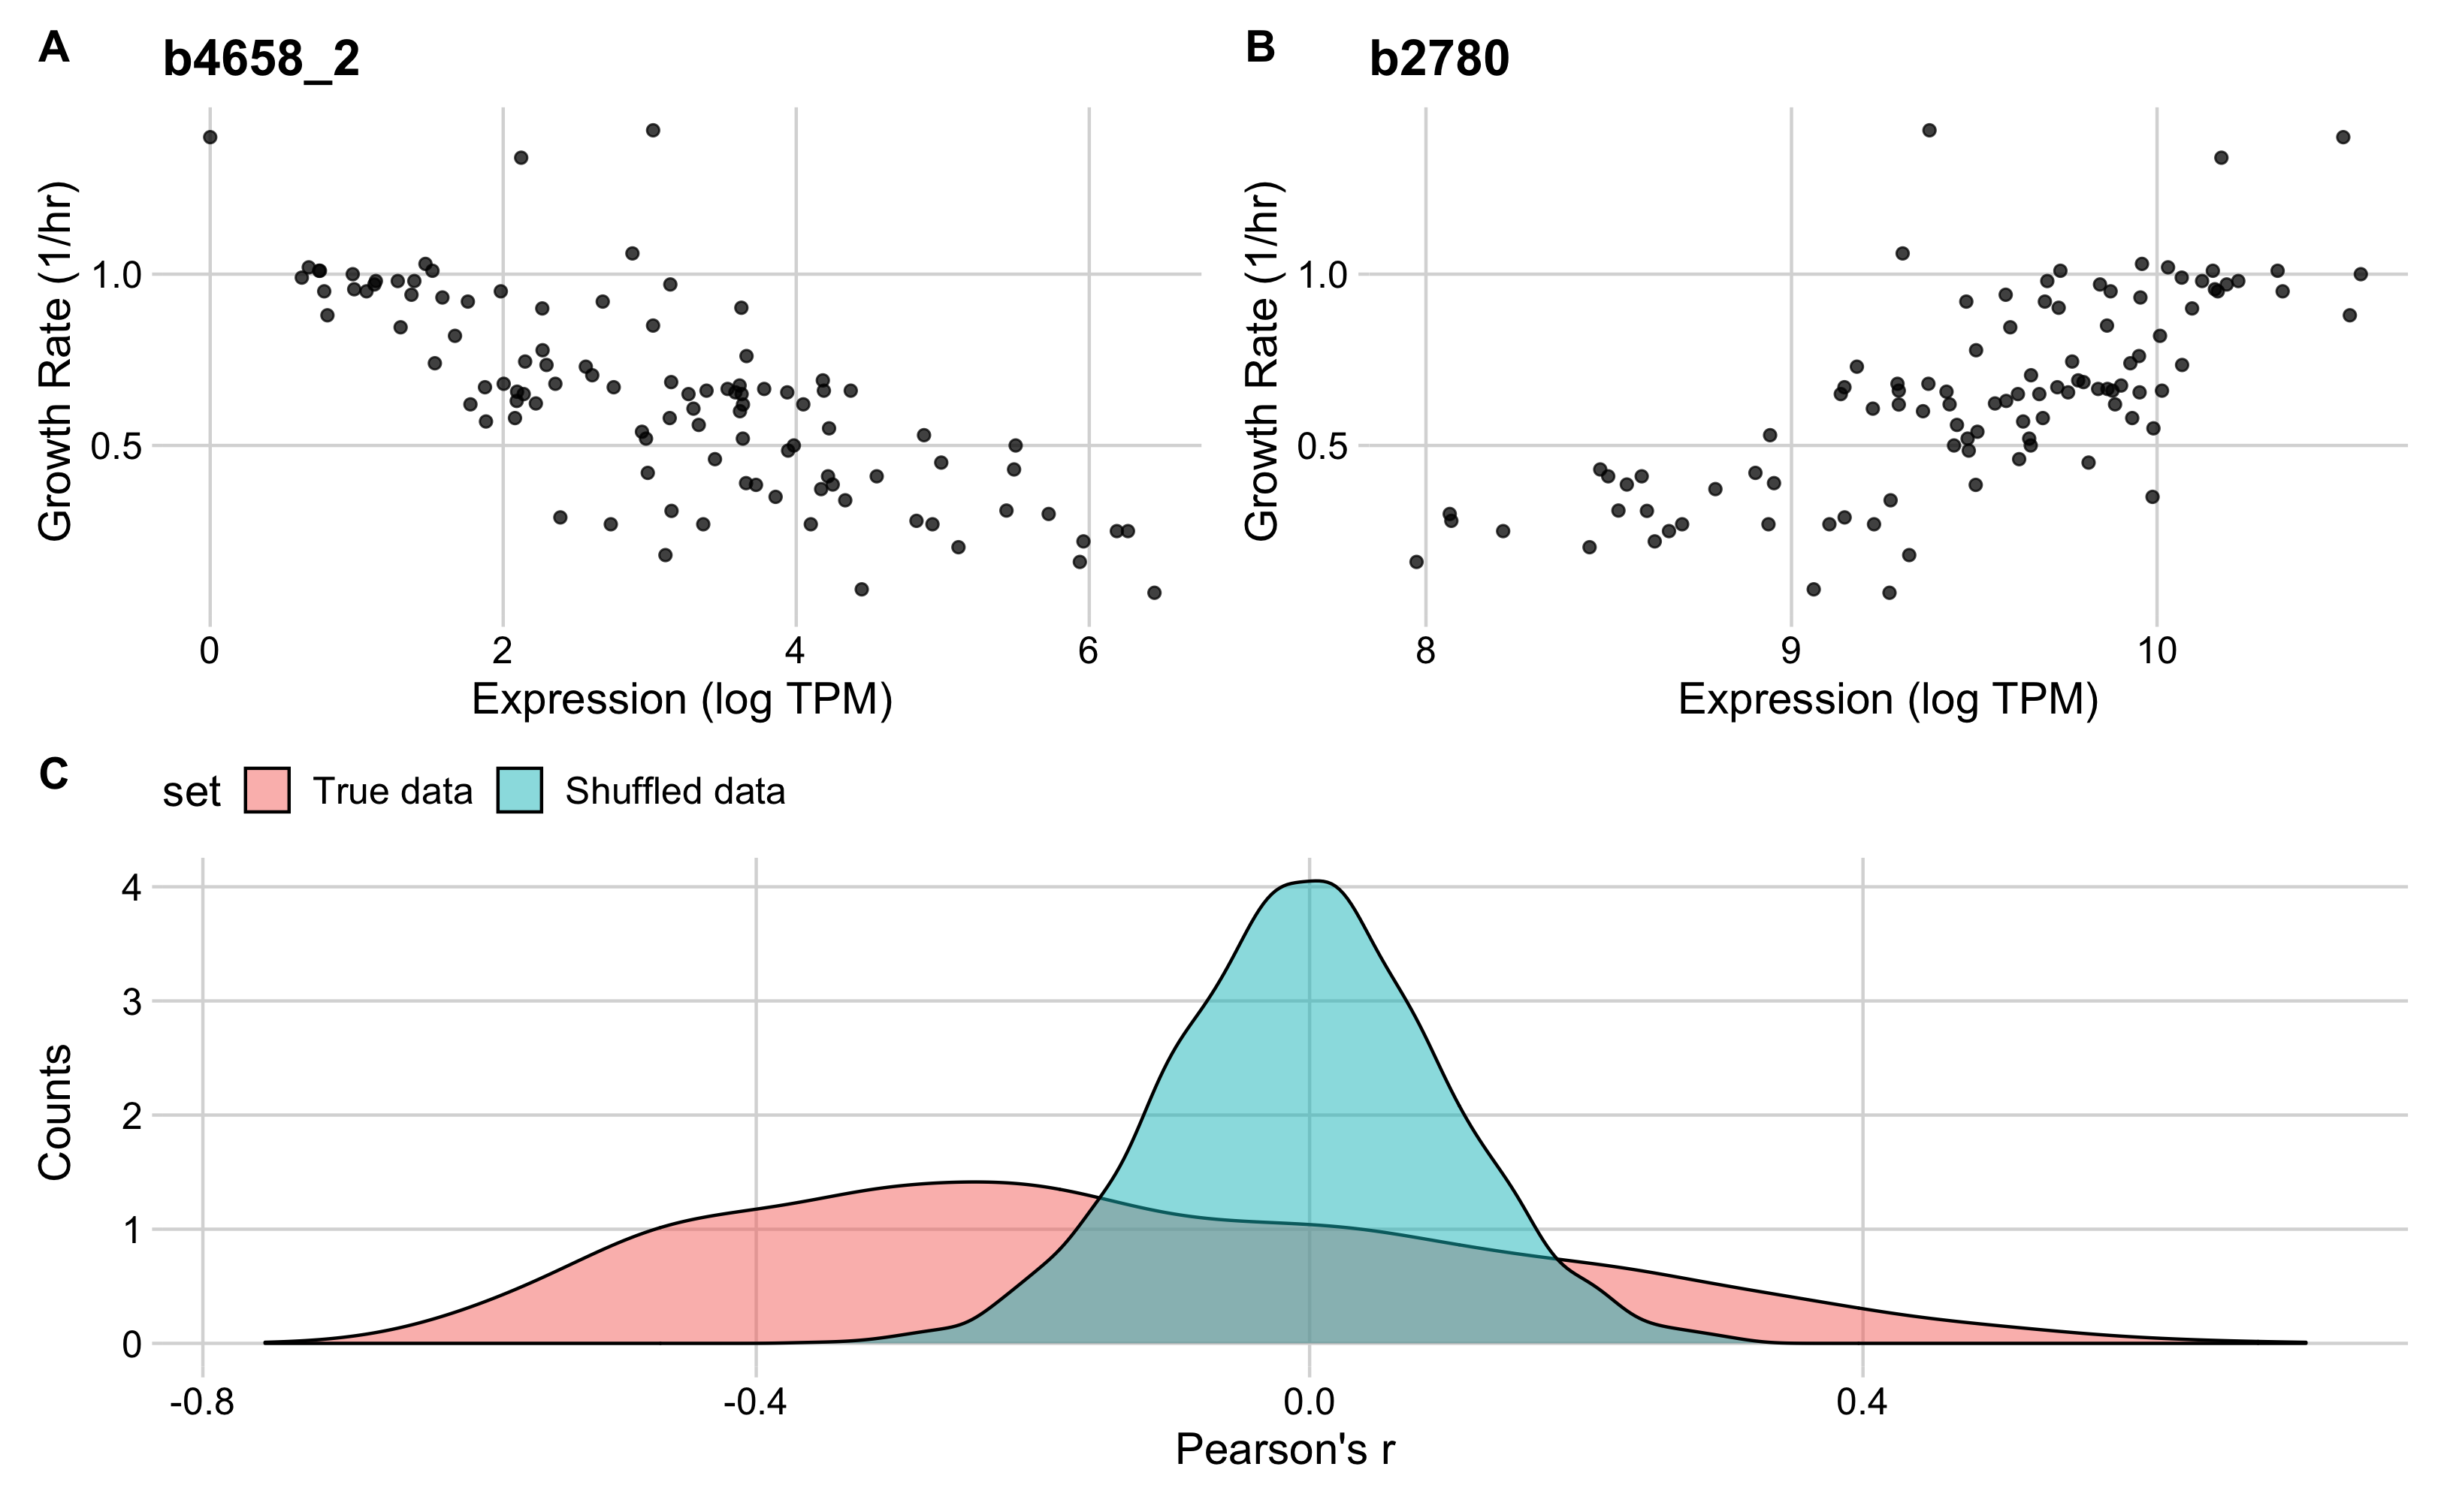 A b4658_2
Growth Rate (1/hr)
1.0
0.5
0 2 4 6
Expression (log TPM)
B b2780
Growth Rate (1/hr)
1.0
0.5
8 9 10
Expression (log TPM)
C set True data Shuffled data
Counts
4
3
2
1
0
-0.8 -0.4 0.0 0.4
Pearson's r